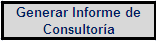 Generar Informe de
Consultoría